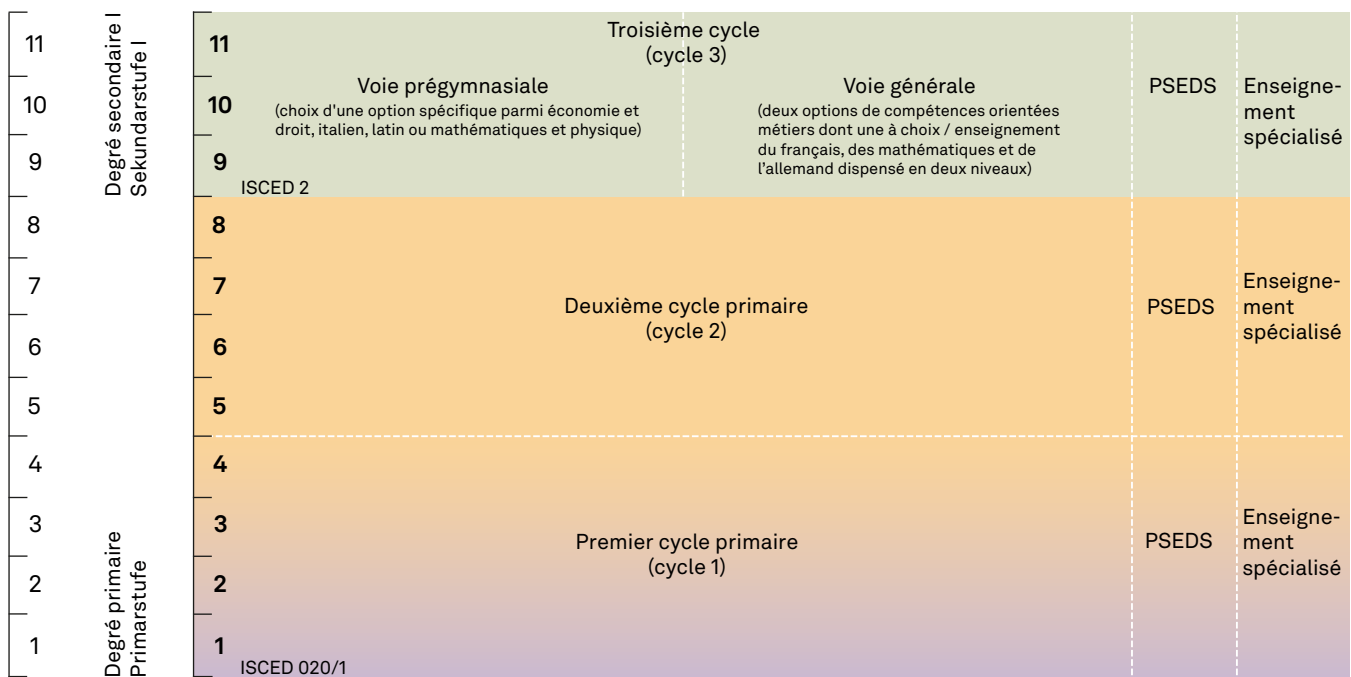 11
10
9
8
7
6
5
4
3
2
1
Degré secondaire I
Sekundarstufe I
Degré primaire
Primarstufe
11
10
9
8
7
6
5
4
3
2
1
Troisième cycle
(cycle 3)
Voie prégymnasiale
(choix d'une option spécifique parmi économie et
droit, italien, latin ou mathématiques et physique)
Voie générale
(deux options de compétences orientées
métiers dont une à choix / enseignement
du français, des mathématiques et de
l’allemand dispensé en deux niveaux)
PSEDS
Enseigne-
ment
spécialisé
ISCED 2
Deuxième cycle primaire
(cycle 2)
PSEDS
Enseigne-
ment
spécialisé
Premier cycle primaire
(cycle 1)
PSEDS
Enseigne-
ment
spécialisé
ISCED 020/1